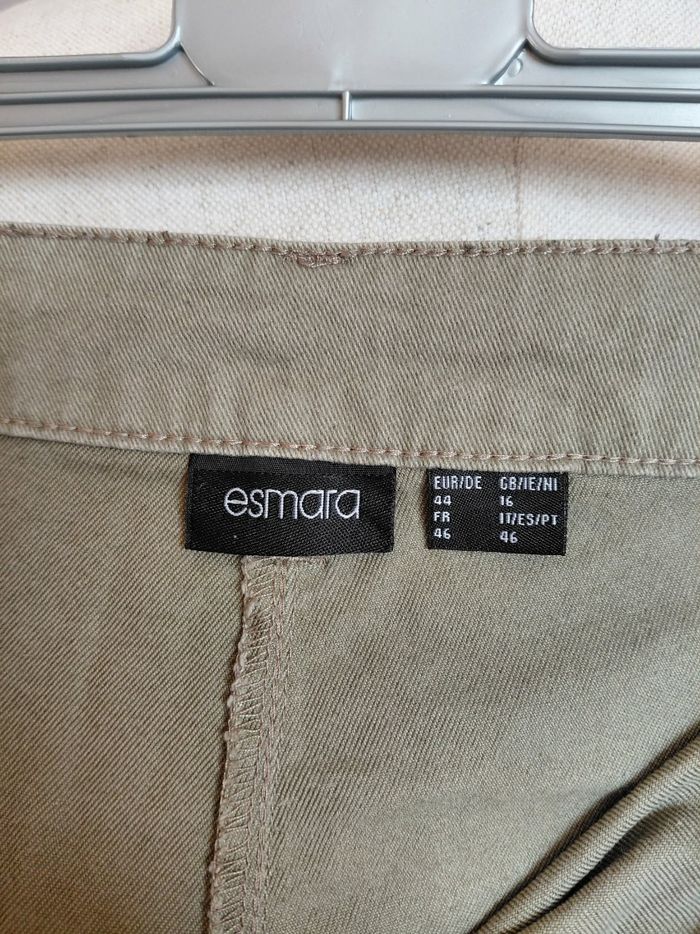 esmara
EUR/DE GB/IE/NI
44 16
FR IT/ES/PT
46 46